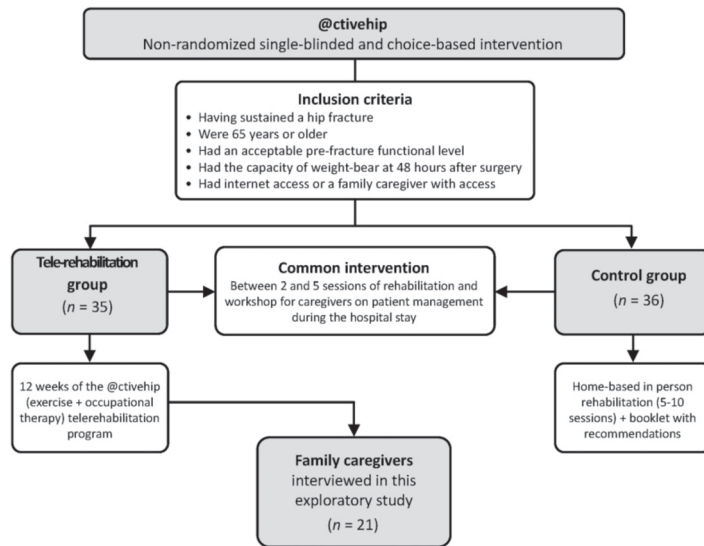 @ctivehip
Non-randomized single-blinded and choice-based intervention
Inclusion criteria
• Having sustained a hip fracture
• Were 65 years or older
• Had an acceptable pre-fracture functional level
• Had the capacity of weight-bear at 48 hours after surgery
• Had internet access or a family caregiver with access
Tele-rehabilitation
group
(n = 35)
Common intervention
Between 2 and 5 sessions of rehabilitation and
workshop for caregivers on patient management
during the hospital stay
Control group
(n = 36)
12 weeks of the @ctivehip
(exercise + occupational
therapy) telerehabilitation
program
Home-based in person
rehabilitation (5-10
sessions) + booklet with
recommendations
Family caregivers
interviewed in this
exploratory study
(n = 21)